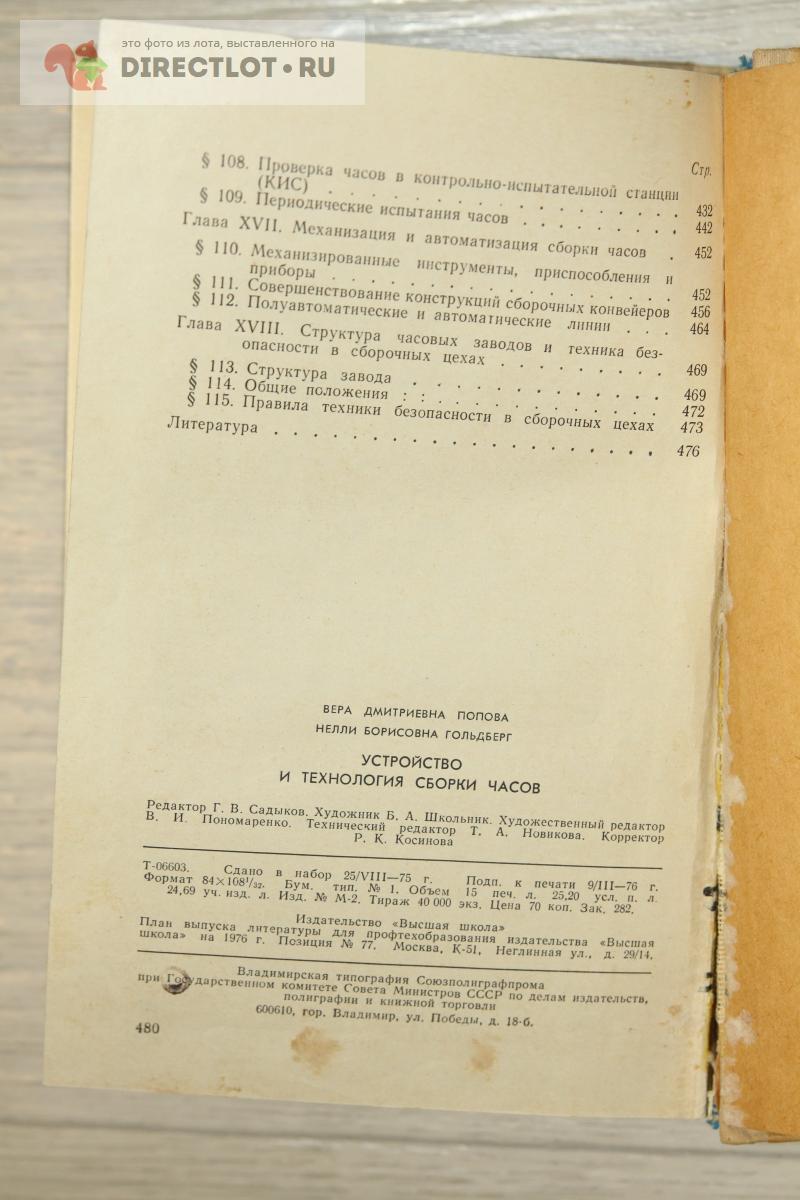 это фото из лота, выставленного на
DIRECTLOT.RU
Стр.
§ 108. Проверка часов в контрольно-испытательной станции
(КИС) . . . . . . . . . . . . . . . . 432
§ 109. Периодические испытания часов . . . . . . . . 442
Глава XVII. Механизация и автоматизация сборки часов . 452
§ 110. Механизированные инструменты, приспособления и
приборы . . . . . . . . . . . . . . . . 452
§ 111. Совершенствование конструкций сборочных конвейеров 456
§ 112. Полуавтоматические и автоматические линии . . . 464
Глава XVIII. Структура часовых заводов и техника без-
опасности в сборочных цехах . . . . . . . . . 469
§ 113. Структура завода . . . . . . . . . . . . 469
§ 114. Общие положения : : . . . . . . . . . . . 472
§ 115. Правила техники безопасности в сборочных цехах 473
Литература . . . . . . . . . . . . . . . . . . . 476
ВЕРА ДМИТРИЕВНА ПОПОВА
НЕЛЛИ БОРИСОВНА ГОЛЬДБЕРГ
УСТРОЙСТВО
И ТЕХНОЛОГИЯ СБОРКИ ЧАСОВ
Редактор Г. В. Садыков. Художник Б. А. Школьник. Художественный редактор
В. И. Пономаренко. Технический редактор Т. А. Новикова. Корректор
Р. К. Косинова
Т-06603. Сдано в набор 25/VIII—75 г. Подп. к печати 9/III—76 г.
Формат 84×108¹/₃₂. Бум. тип. № 1. Объем 15 печ. л. 25,20 усл. п. л.
24,69 уч. изд. л. Изд. № М-2. Тираж 40 000 экз. Цена 70 коп. Зак. 282.
Издательство «Высшая школа»
План выпуска литературы для профтехобразования издательства «Высшая
школа» на 1976 г. Позиция № 77. Москва, К-51, Неглинная ул., д. 29/14,
Владимирская типография Союзполиграфпрома
при Государственном комитете Совета Министров СССР по делам издательств,
полиграфии и книжной торговли
600610, гор. Владимир, ул. Победы, д. 18-б.
480